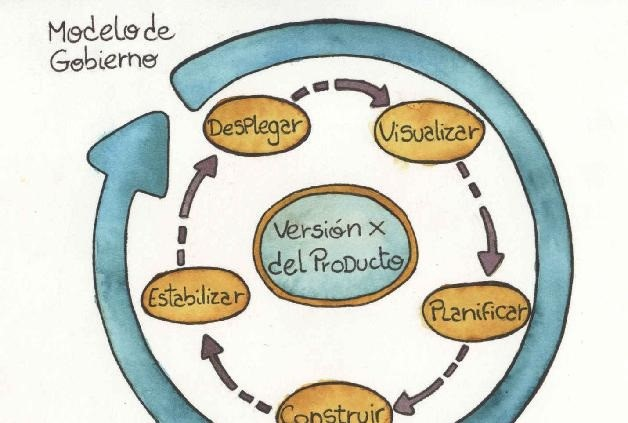 Modelo de
Gobierno
Desplegar
Visualizar
Versión x
del Producto
Estabilizar
Planificar
Construir